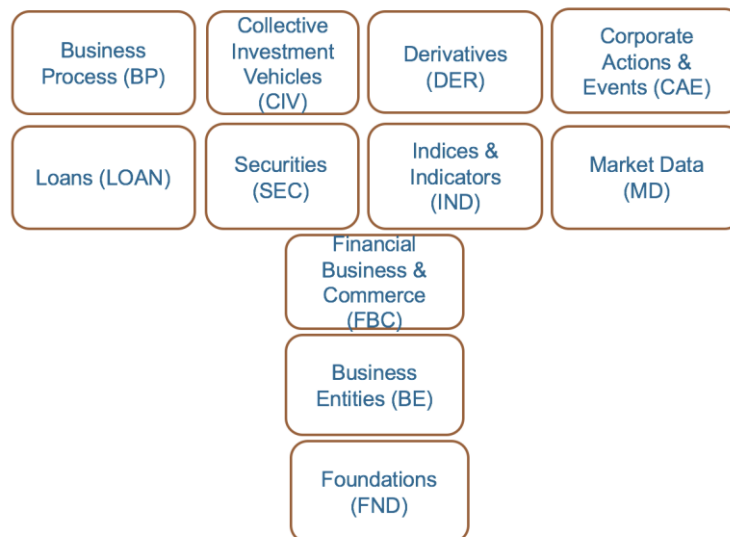 Business
Process (BP)
Collective
Investment
Vehicles
(CIV)
Derivatives
(DER)
Corporate
Actions &
Events (CAE)
Loans (LOAN)
Securities
(SEC)
Indices &
Indicators
(IND)
Market Data
(MD)
Financial
Business &
Commerce
(FBC)
Business
Entities (BE)
Foundations
(FND)